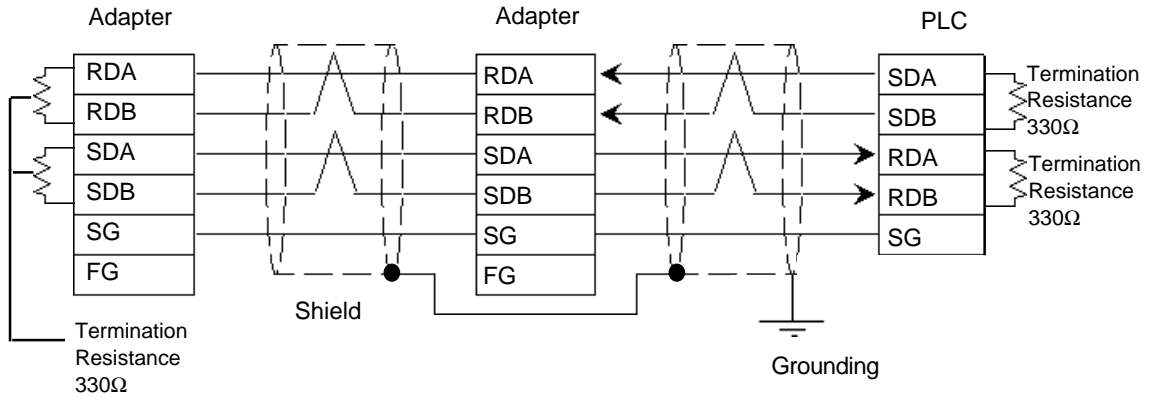 Adapter
Adapter
PLC
RDA
RDB
SDA
SDB
SG
FG
RDA
RDB
SDA
SDB
SG
FG
SDA
SDB
RDA
RDB
SG
Termination
Resistance
330Ω
Termination
Resistance
330Ω
Shield
Termination
Resistance
330Ω
Grounding